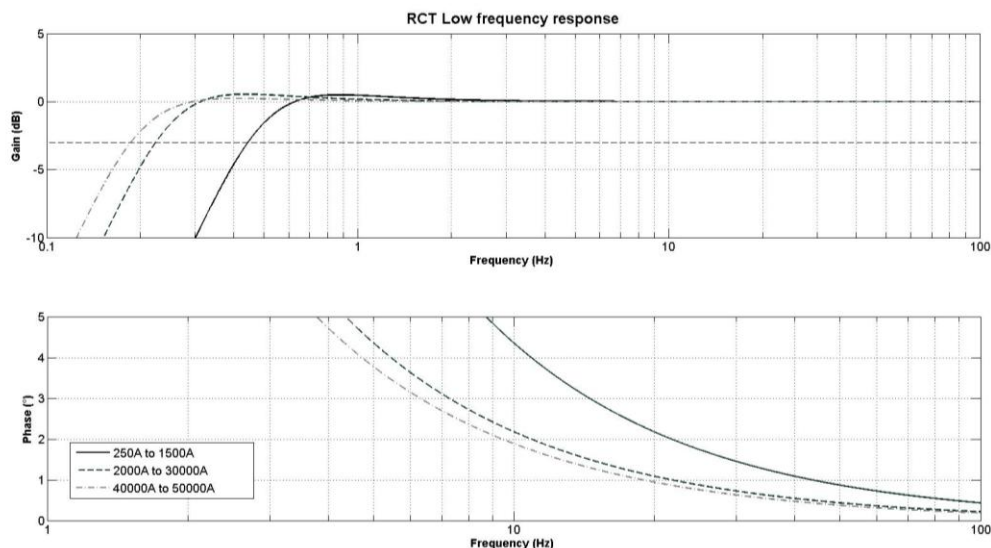 RCT Low frequency response
5
0
-5
-10
Gain (dB)
0.1
1
10
100
Frequency (Hz)
5
4
3
2
1
0
Phase (°)
250A to 1500A
2000A to 30000A
40000A to 50000A
1
10
100
Frequency (Hz)